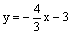 y = −4/3 x − 3